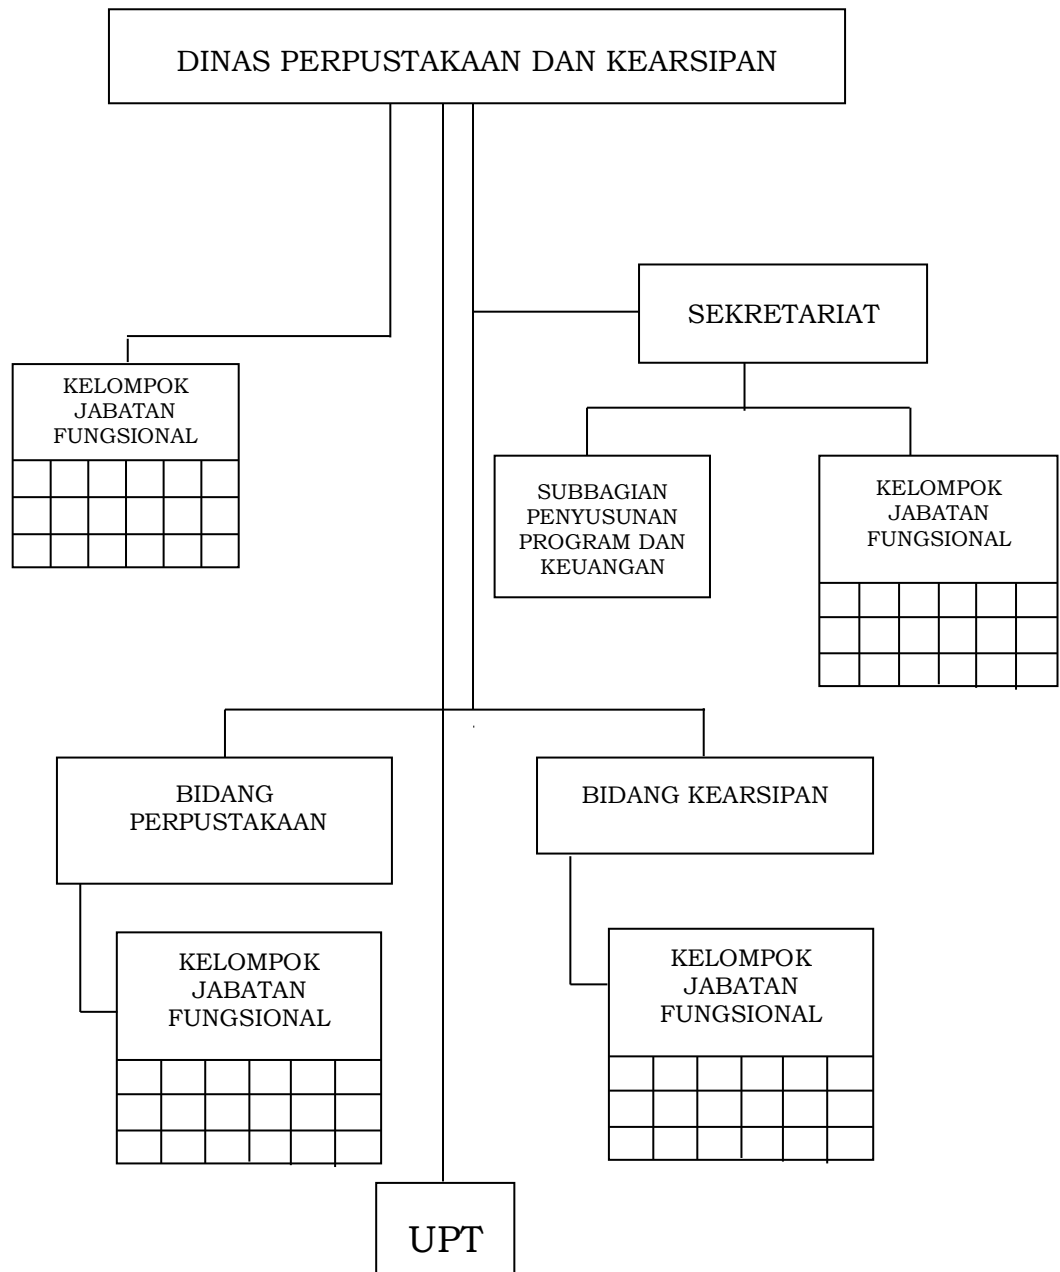 DINAS PERPUSTAKAAN DAN KEARSIPAN
SEKRETARIAT
KELOMPOK
JABATAN
FUNGSIONAL
SUBBAGIAN
PENYUSUNAN
PROGRAM DAN
KEUANGAN
KELOMPOK
JABATAN
FUNGSIONAL
BIDANG
PERPUSTAKAAN
BIDANG KEARSIPAN
KELOMPOK
JABATAN
FUNGSIONAL
KELOMPOK
JABATAN
FUNGSIONAL
UPT